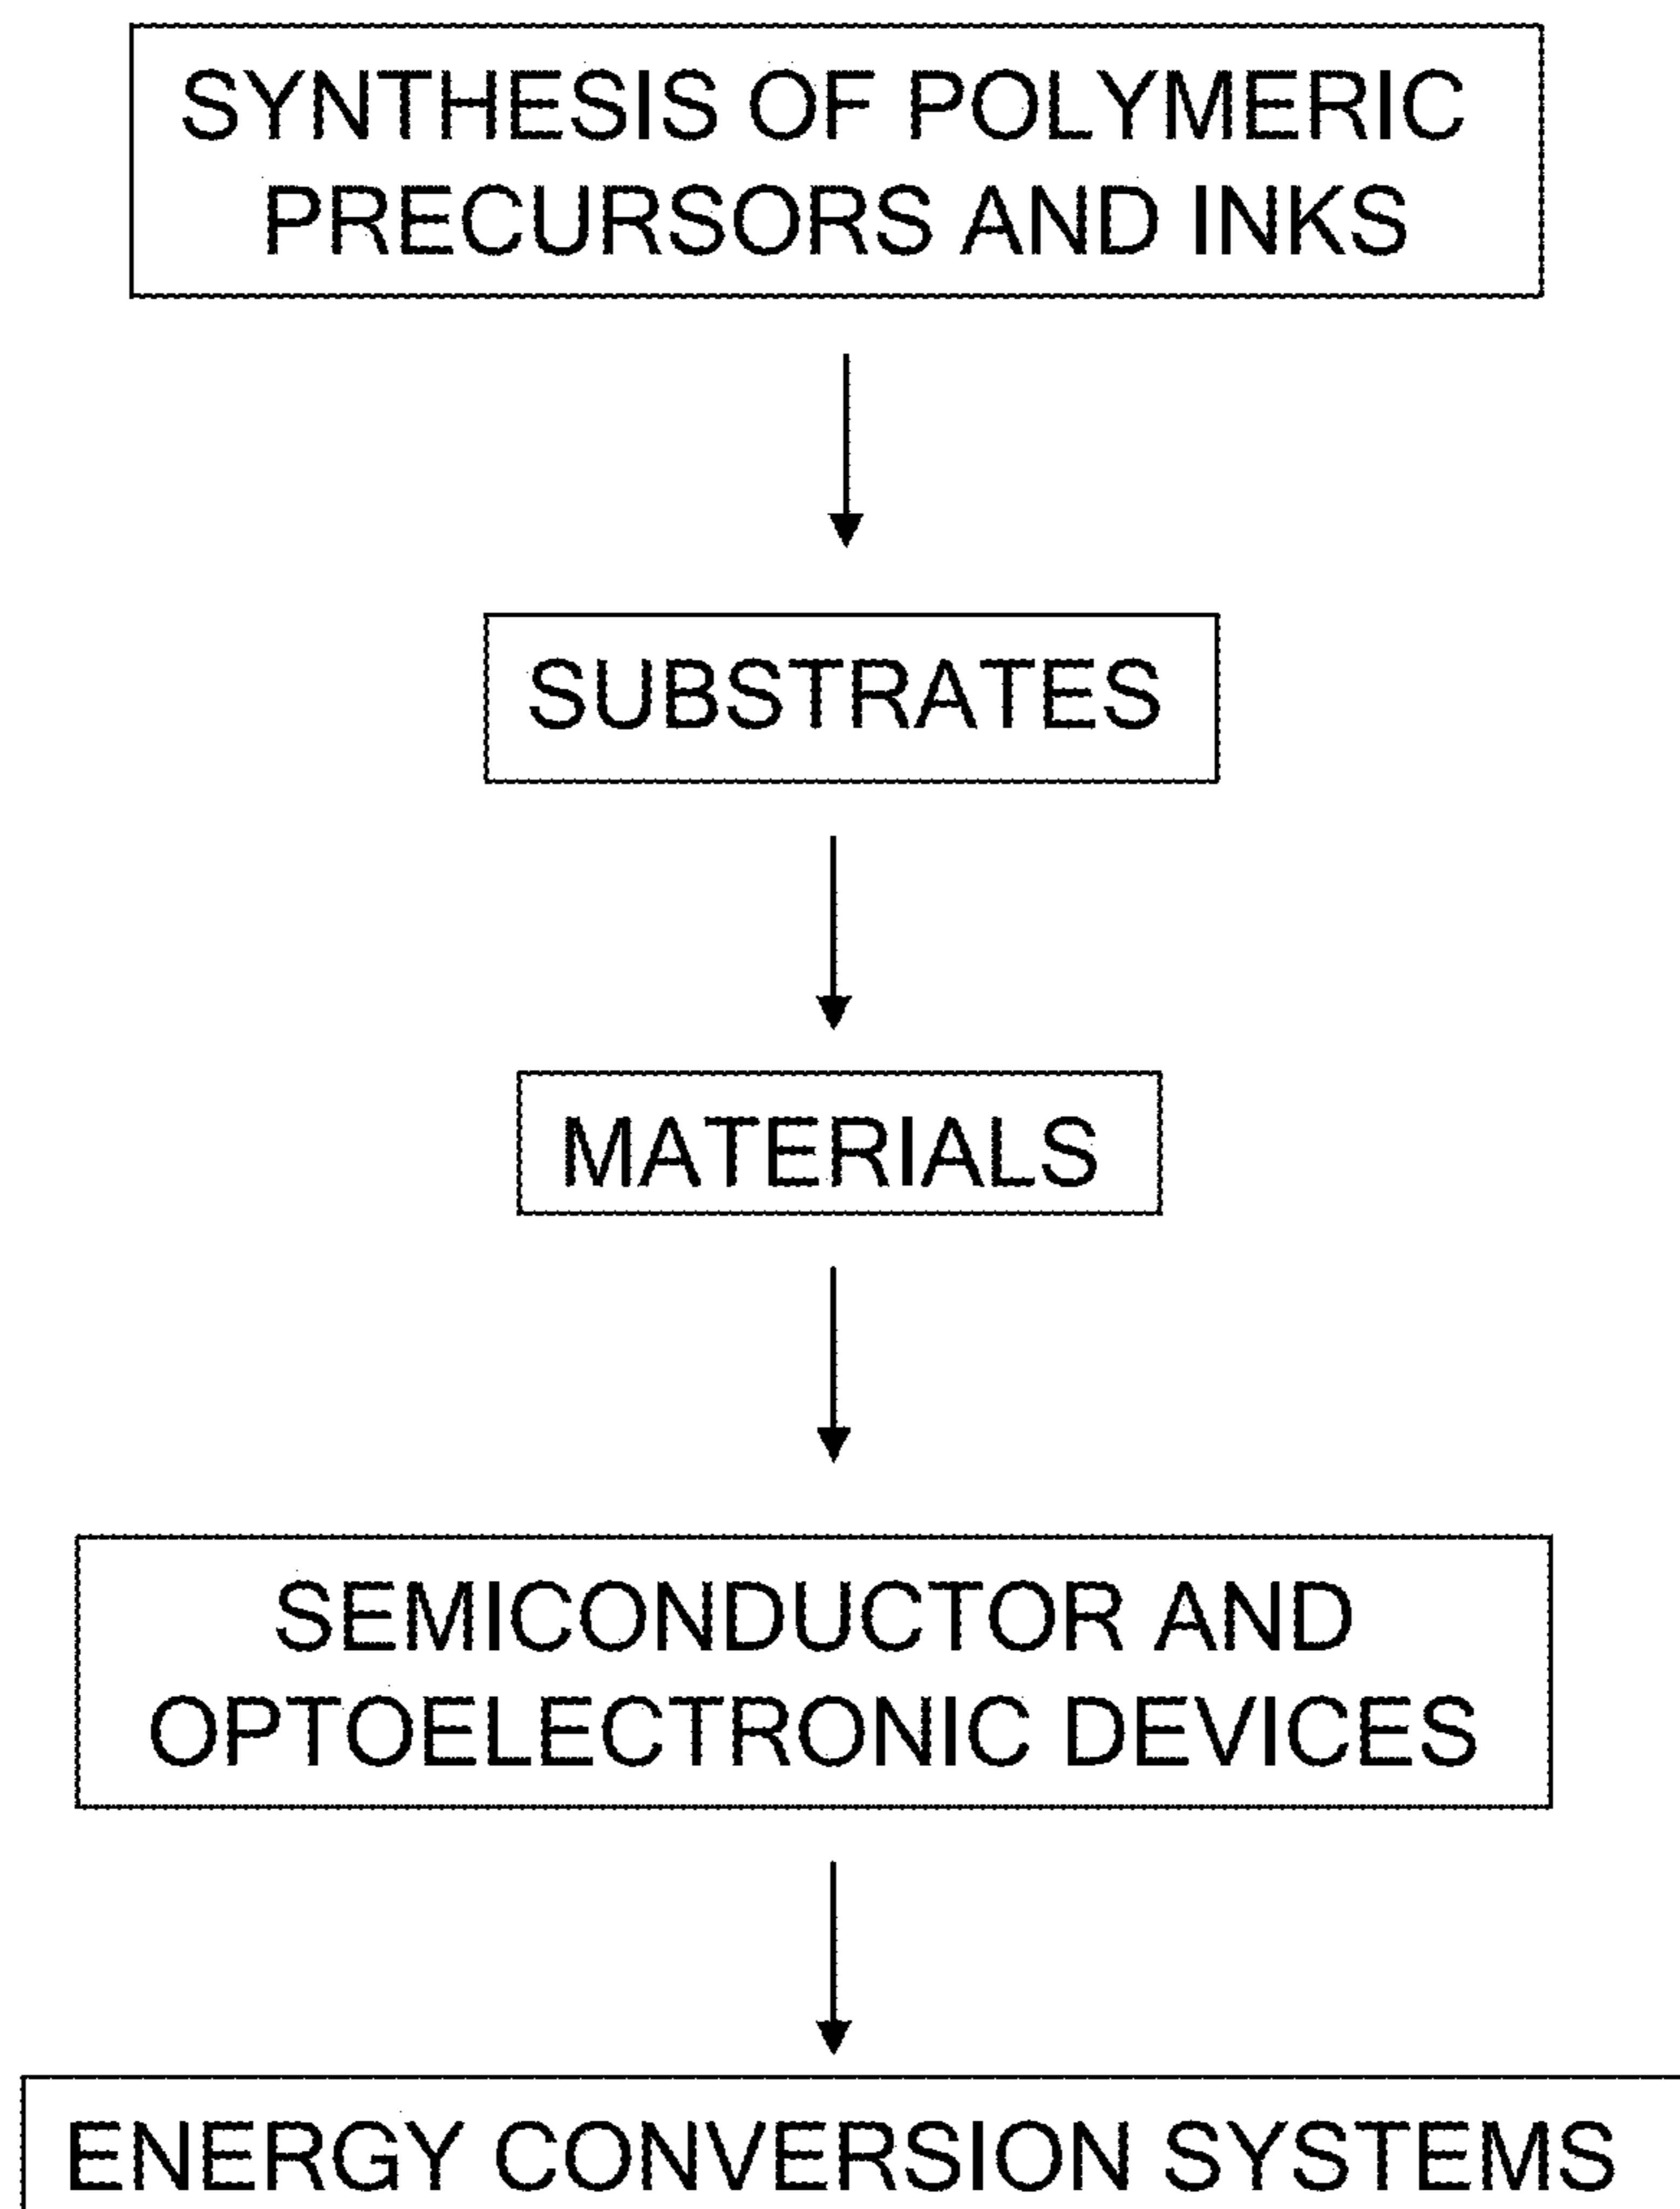 SYNTHESIS OF POLYMERIC
PRECURSORS AND INKS
SUBSTRATES
MATERIALS
SEMICONDUCTOR AND
OPTOELECTRONIC DEVICES
ENERGY CONVERSION SYSTEMS